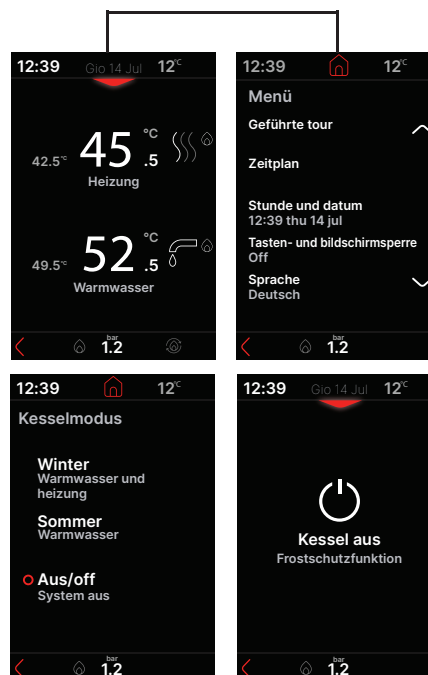 12:39 Gio 14 Jul 12°C
42.5°C 45.5 °C
Heizung
49.5°C 52.5 °C
Warmwasser
bar
1.2
12:39 12°C
Menü
Geführte tour
Zeitplan
Stunde und datum
12:39 thu 14 jul
Tasten- und bildschirmsperre
Off
Sprache
Deutsch
bar
1.2
12:39 12°C
Kesselmodus
Winter
Warmwasser und
heizung
Sommer
Warmwasser
Aus/off
System aus
bar
1.2
12:39 Gio 14 Jul 12°C
Kessel aus
Frostschutzfunktion
bar
1.2